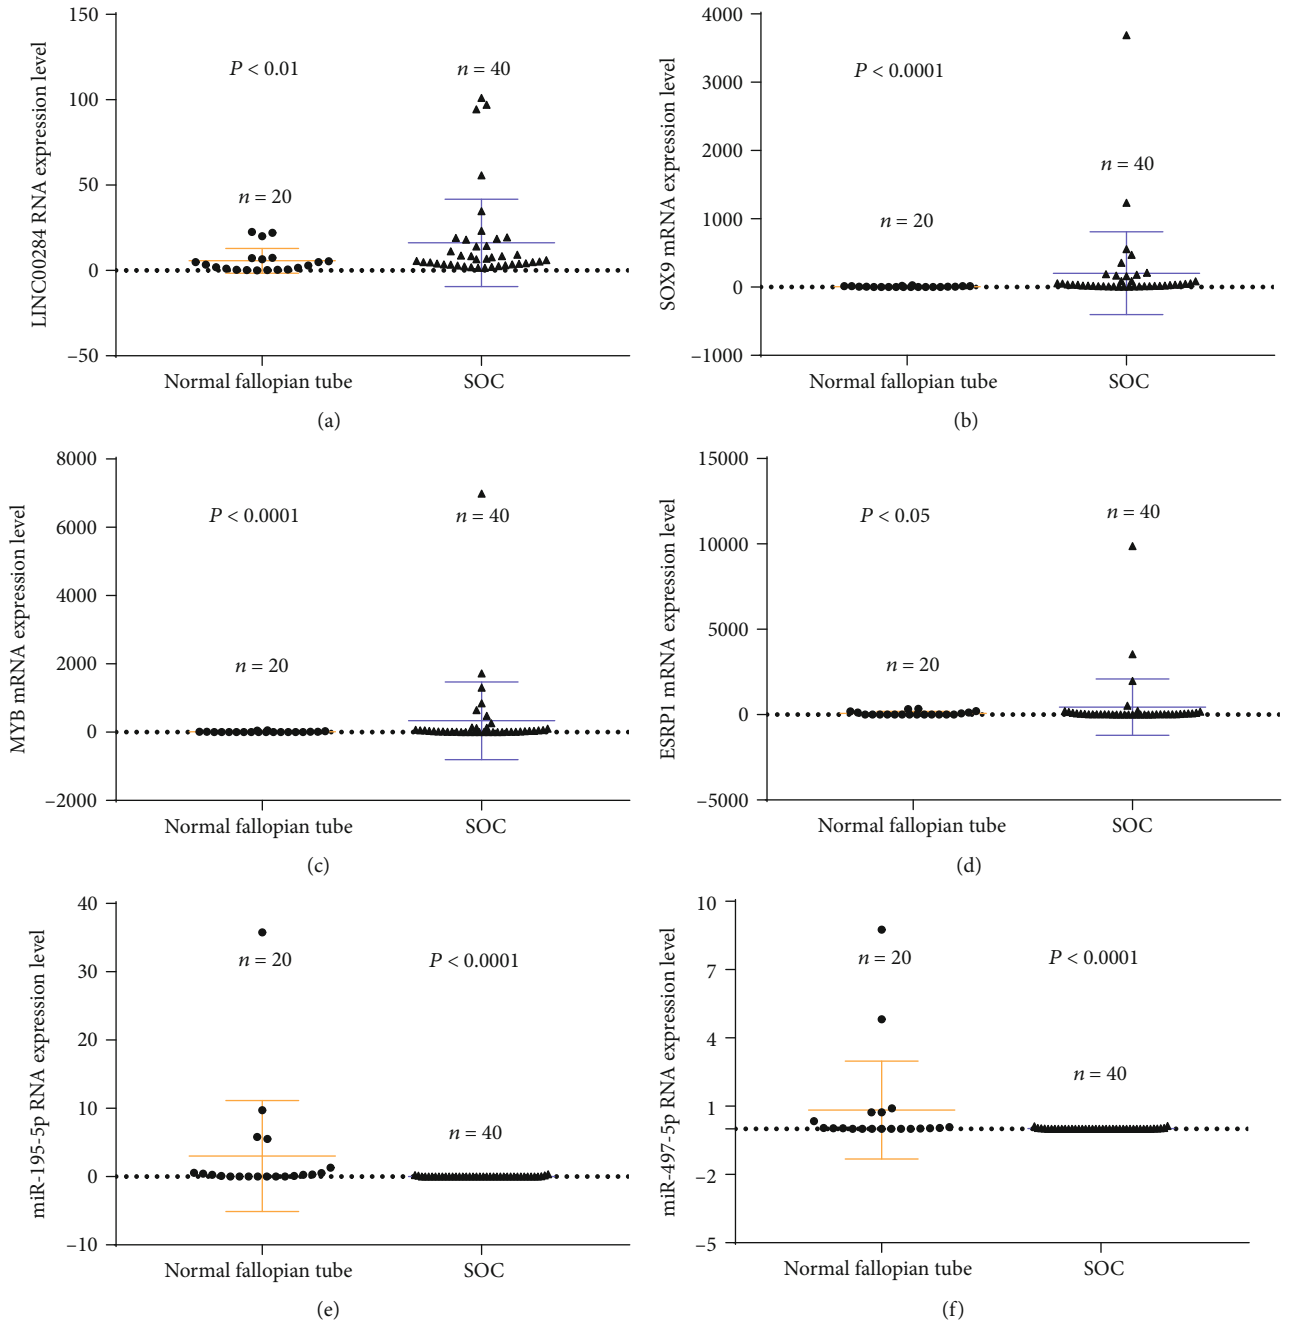 LINC00284 RNA expression level
150
100
50
0
−50
P < 0.01
n = 20
n = 40
Normal fallopian tube
SOC
(a)
SOX9 mRNA expression level
4000
3000
2000
1000
0
−1000
P < 0.0001
n = 20
n = 40
Normal fallopian tube
SOC
(b)
MYB mRNA expression level
8000
6000
4000
2000
0
−2000
P < 0.0001
n = 20
n = 40
Normal fallopian tube
SOC
(c)
ESRP1 mRNA expression level
15000
10000
5000
0
−5000
P < 0.05
n = 20
n = 40
Normal fallopian tube
SOC
(d)
miR-195-5p RNA expression level
40
30
20
10
0
−10
n = 20
P < 0.0001
n = 40
Normal fallopian tube
SOC
(e)
miR-497-5p RNA expression level
10
7
4
1
−2
−5
n = 20
P < 0.0001
n = 40
Normal fallopian tube
SOC
(f)